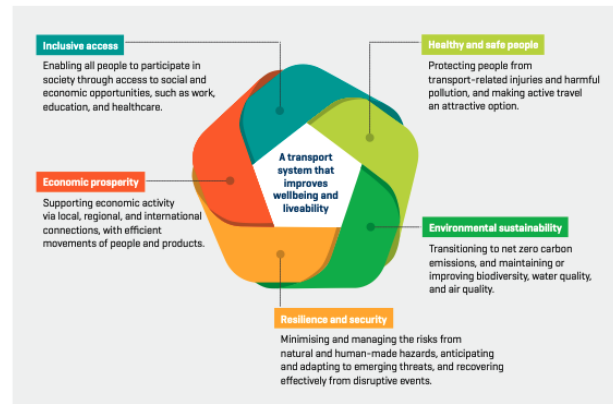 Inclusive access
Enabling all people to participate in
society through access to social and
economic opportunities, such as work,
education, and healthcare.
Healthy and safe people
Protecting people from
transport-related injuries and harmful
pollution, and making active travel
an attractive option.
A transport
system that
improves
wellbeing and
liveability
Economic prosperity
Supporting economic activity
via local, regional, and international
connections, with efficient
movements of people and products.
Environmental sustainability
Transitioning to net zero carbon
emissions, and maintaining or
improving biodiversity, water quality,
and air quality.
Resilience and security
Minimising and managing the risks from
natural and human-made hazards, anticipating
and adapting to emerging threats, and recovering
effectively from disruptive events.